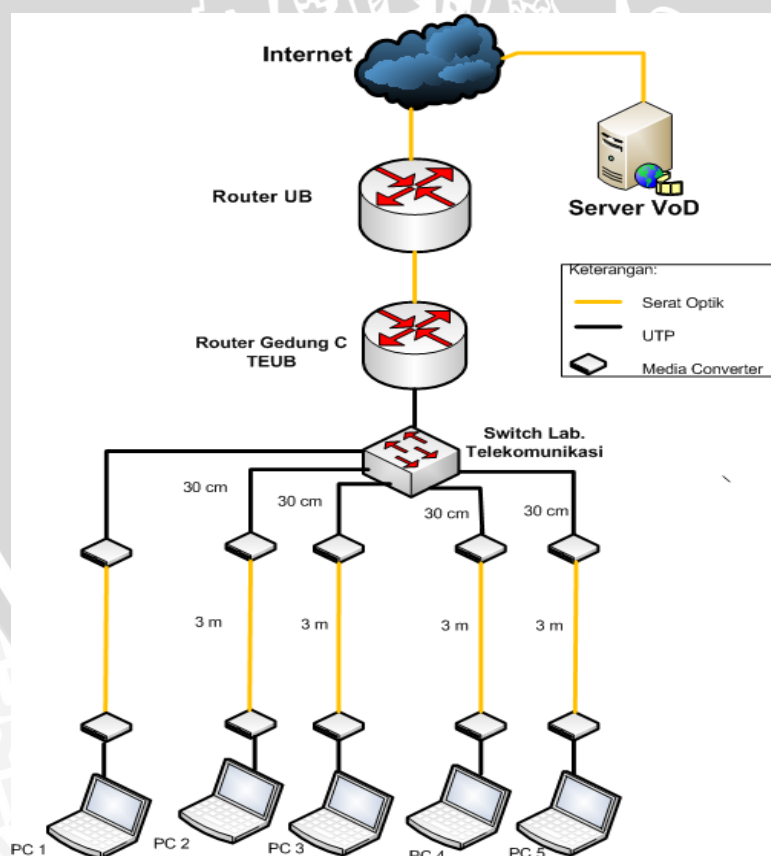 Internet
Server VoD
Router UB
Keterangan:
Serat Optik
UTP
Media Converter
Router Gedung C
TEUB
Switch Lab.
Telekomunikasi
30 cm
30 cm
30 cm
30 cm
3 m
3 m
3 m
3 m
PC 1
PC 2
PC 3
PC 4
PC 5